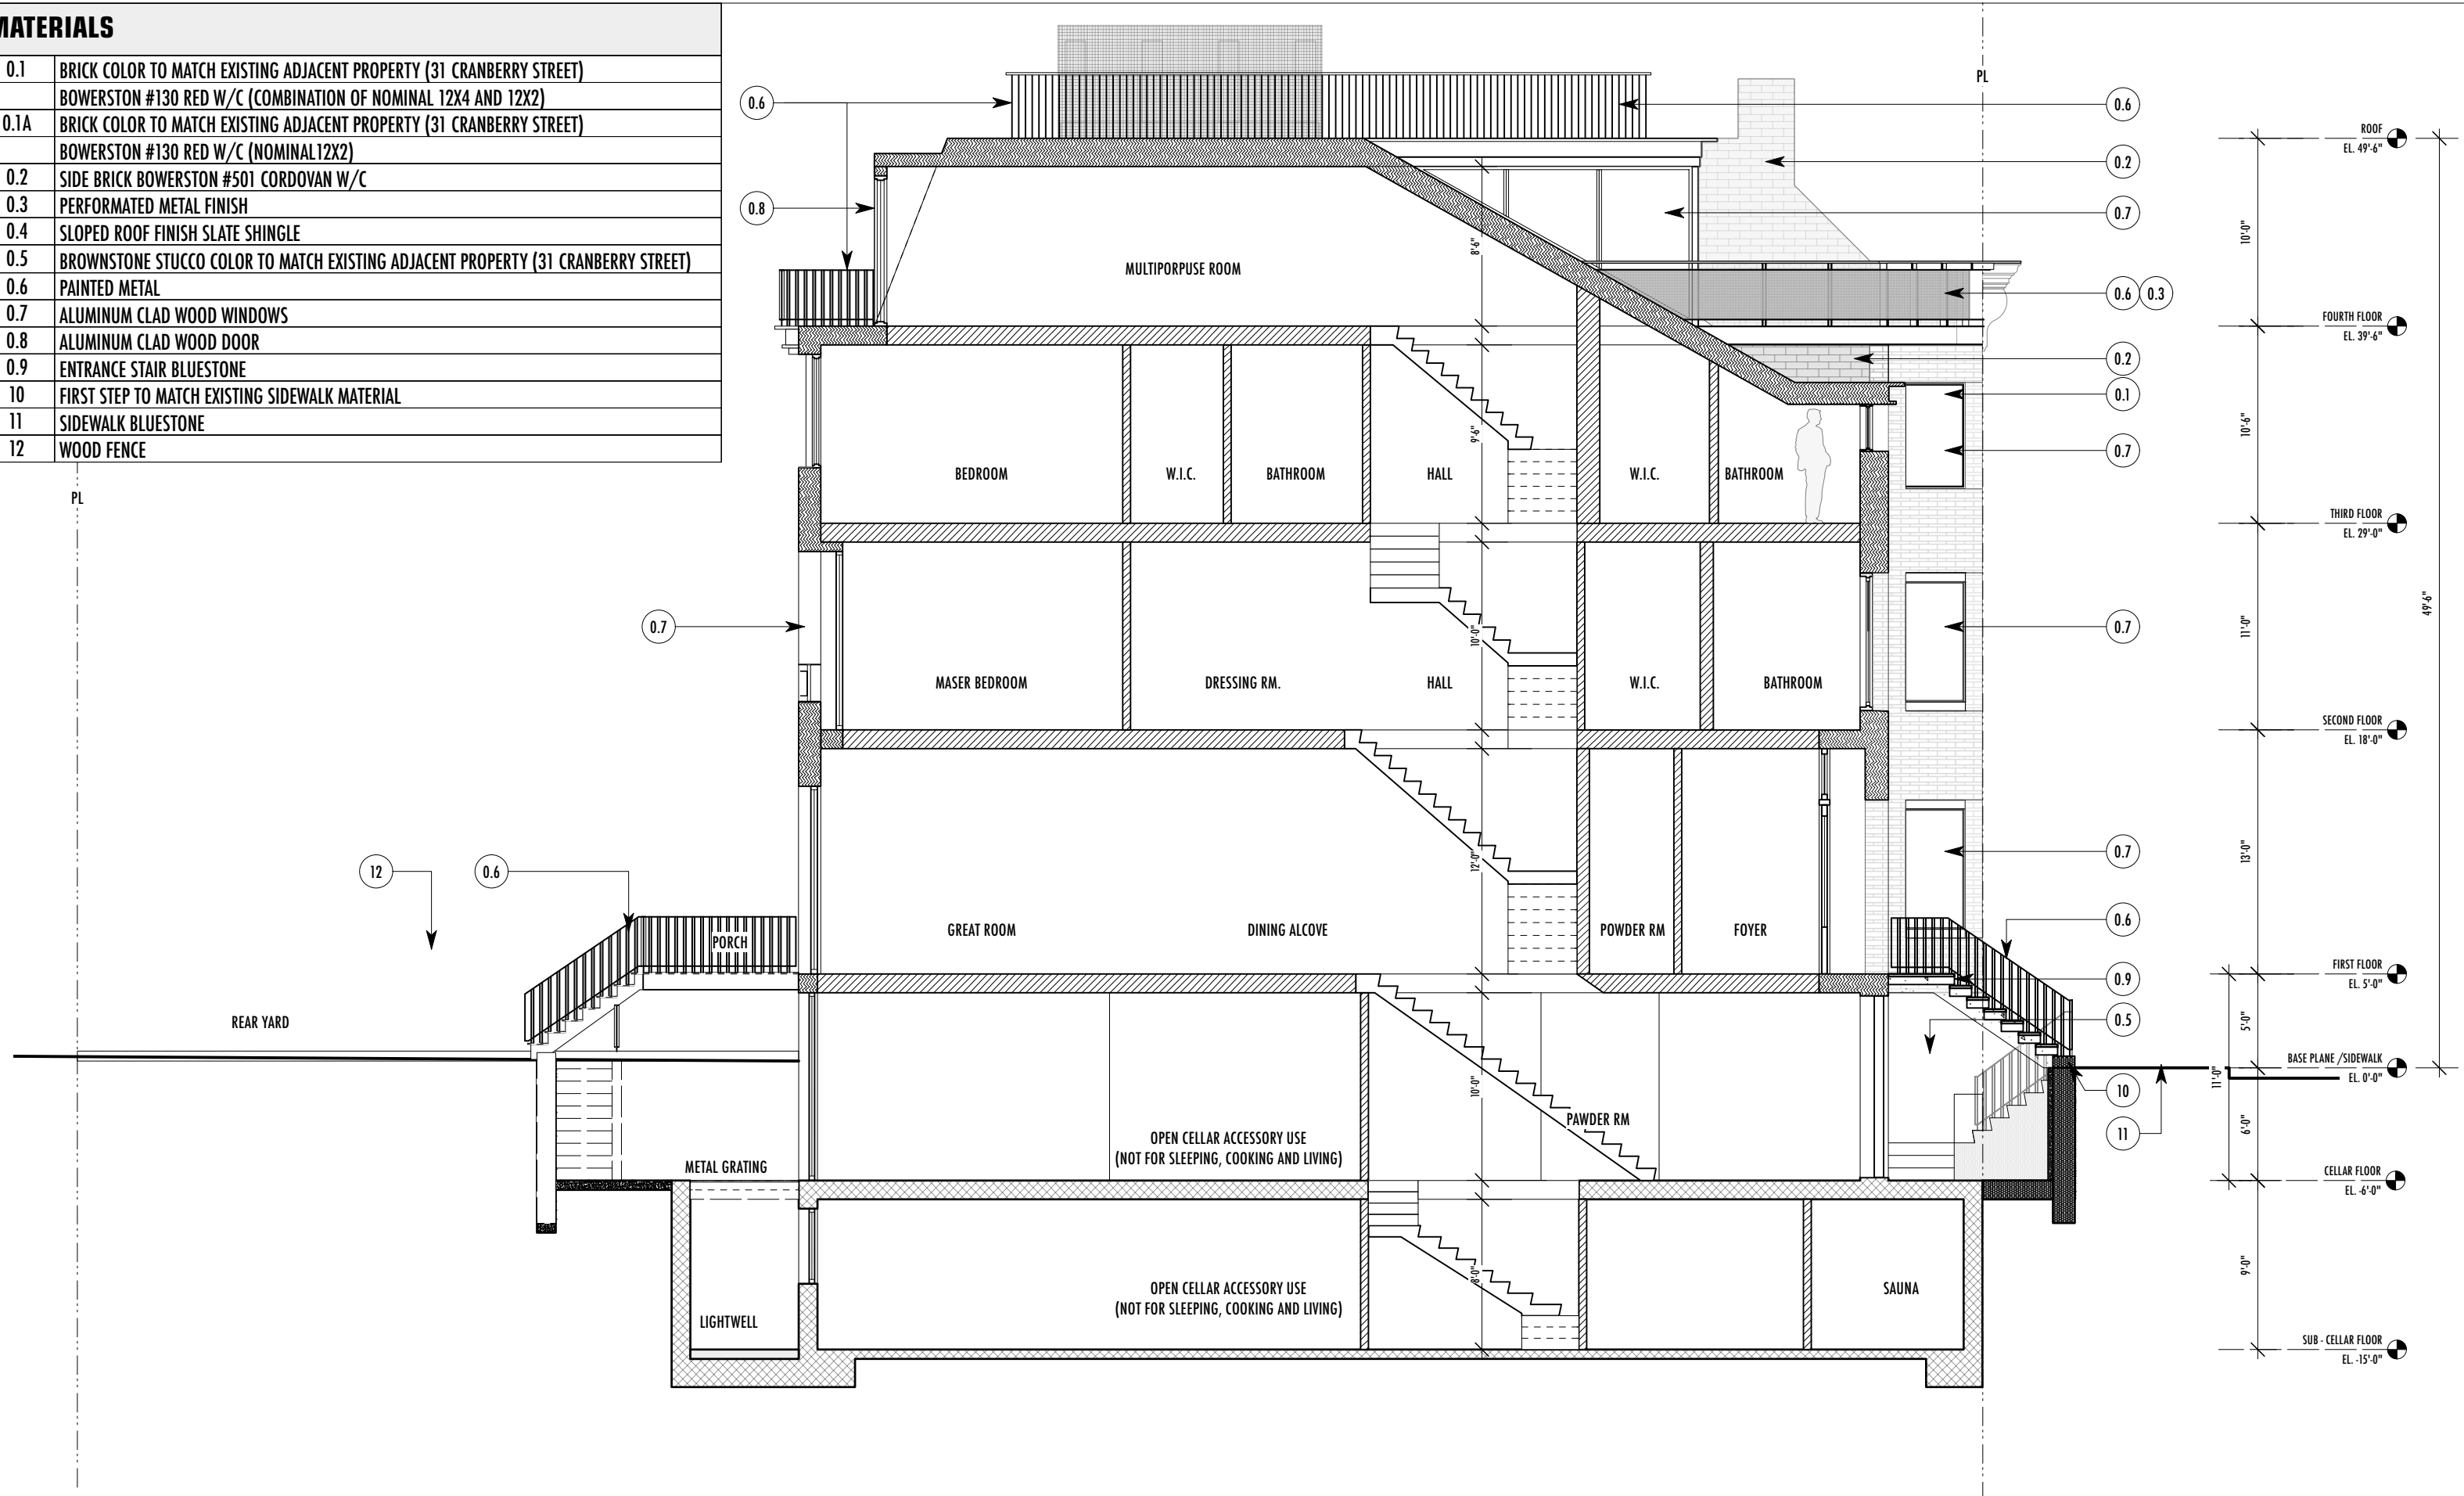 MATERIALS
0.1 BRICK COLOR TO MATCH EXISTING ADJACENT PROPERTY (31 CRANBERRY STREET)
BOWERSTON #130 RED W/C (COMBINATION OF NOMINAL 12X4 AND 12X2)
0.1A BRICK COLOR TO MATCH EXISTING ADJACENT PROPERTY (31 CRANBERRY STREET)
BOWERSTON #130 RED W/C (NOMINAL12X2)
0.2 SIDE BRICK BOWERSTON #501 CORDOVAN W/C
0.3 PERFORMATED METAL FINISH
0.4 SLOPED ROOF FINISH SLATE SHINGLE
0.5 BROWNSTONE STUCCO COLOR TO MATCH EXISTING ADJACENT PROPERTY (31 CRANBERRY STREET)
0.6 PAINTED METAL
0.7 ALUMINUM CLAD WOOD WINDOWS
0.8 ALUMINUM CLAD WOOD DOOR
0.9 ENTRANCE STAIR BLUESTONE
10 FIRST STEP TO MATCH EXISTING SIDEWALK MATERIAL
11 SIDEWALK BLUESTONE
12 WOOD FENCE
PL
PL
0.6
0.6
ROOF
EL. 49'-6"
0.2
0.8
0.7
10'-0"
8'-6"
MULTIPORPUSE ROOM
0.6 0.3
FOURTH FLOOR
EL. 39'-6"
0.2
0.1
10'-6"
9'-6"
0.7
BEDROOM
W.I.C.
BATHROOM
HALL
W.I.C.
BATHROOM
THIRD FLOOR
EL. 29'-0"
49'-6"
0.7
10'-0"
0.7
11'-0"
MASER BEDROOM
DRESSING RM.
HALL
W.I.C.
BATHROOM
SECOND FLOOR
EL. 18'-0"
12
0.6
12'-0"
0.7
13'-0"
0.6
PORCH
GREAT ROOM
DINING ALCOVE
POWDER RM
FOYER
FIRST FLOOR
EL. 5'-0"
0.9
REAR YARD
0.5
5'-0"
BASE PLANE /SIDEWALK
EL. 0'-0"
11'-0"
10'-0"
10
PAWDER RM
11
6'-0"
OPEN CELLAR ACCESSORY USE
(NOT FOR SLEEPING, COOKING AND LIVING)
METAL GRATING
CELLAR FLOOR
EL. -6'-0"
8'-0"
9'-0"
OPEN CELLAR ACCESSORY USE
(NOT FOR SLEEPING, COOKING AND LIVING)
SAUNA
LIGHTWELL
SUB - CELLAR FLOOR
EL. -15'-0"